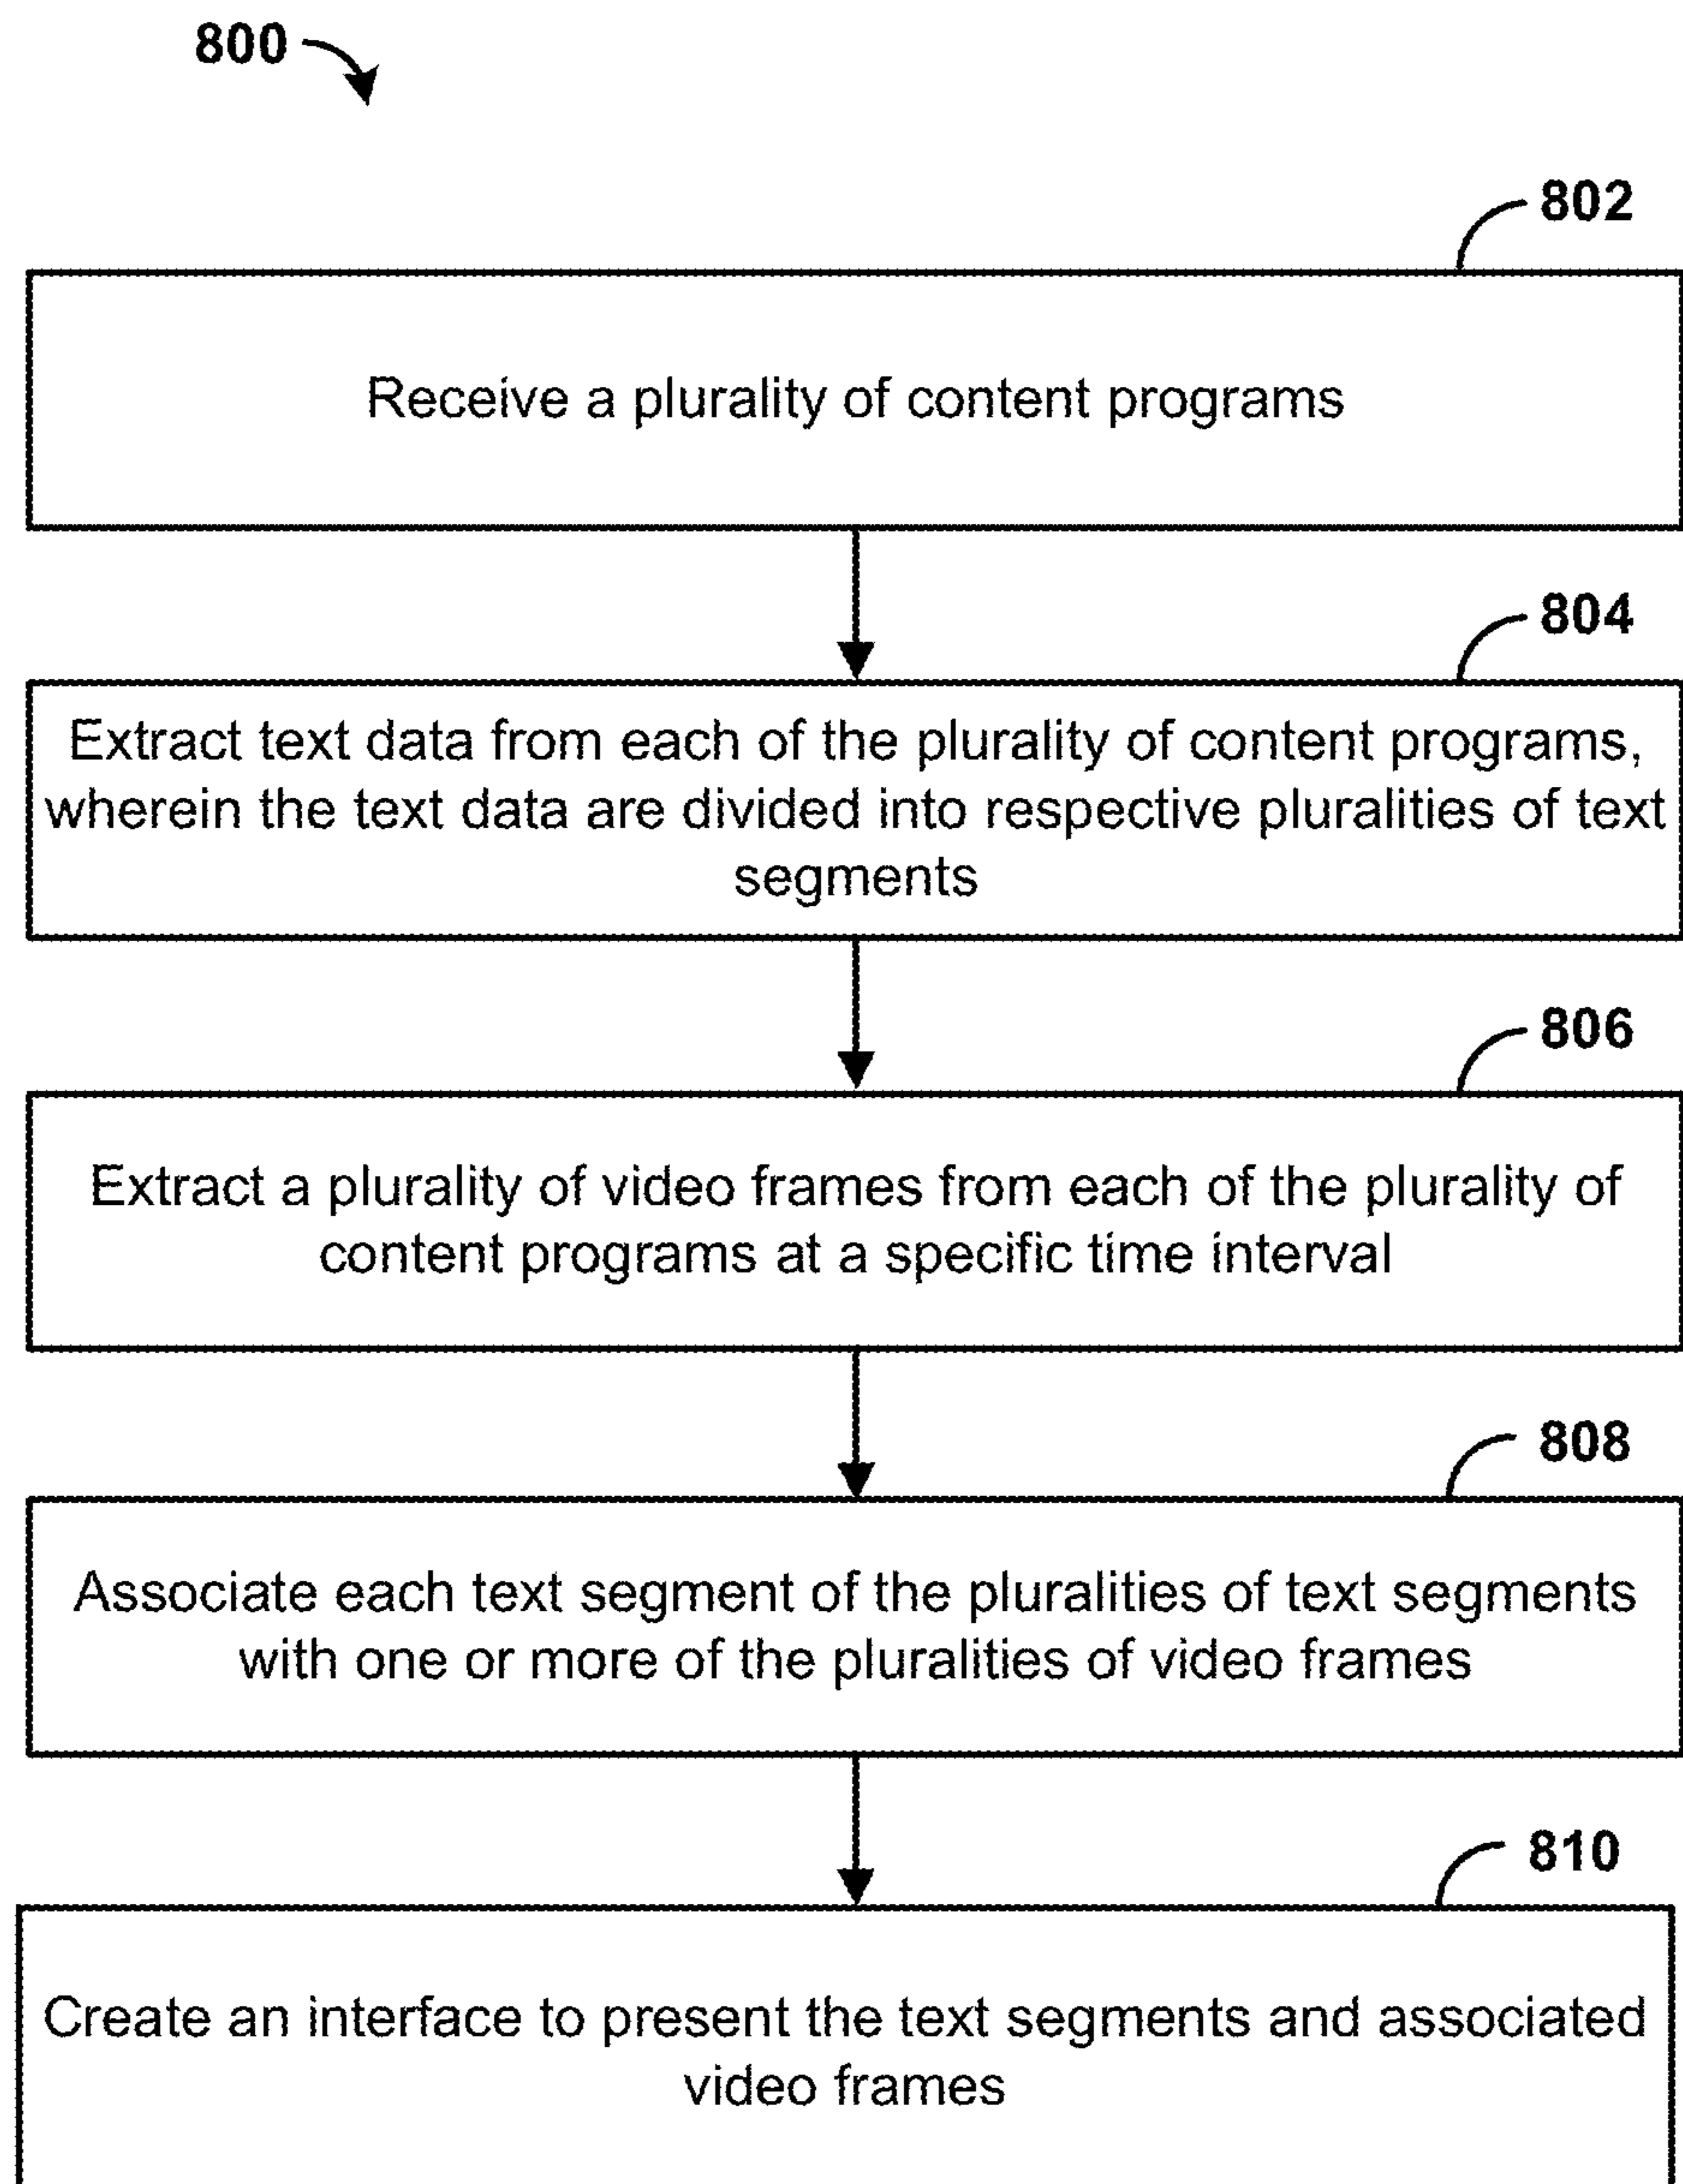 800
802
Receive a plurality of content programs
804
Extract text data from each of the plurality of content programs,
wherein the text data are divided into respective pluralities of text
segments
806
Extract a plurality of video frames from each of the plurality of
content programs at a specific time interval
808
Associate each text segment of the pluralities of text segments
with one or more of the pluralities of video frames
810
Create an interface to present the text segments and associated
video frames